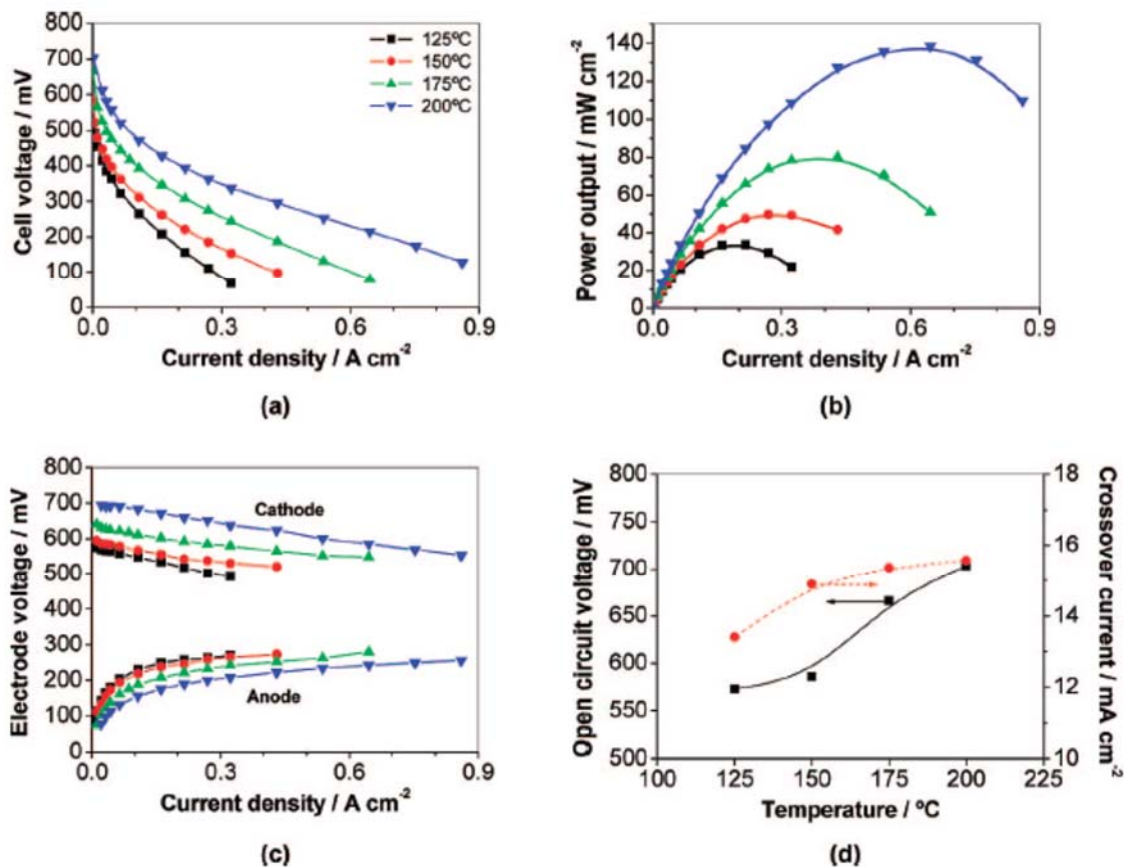 800
700
600
500
400
300
200
100
0
Cell voltage / mV
125ºC
150ºC
175ºC
200ºC
0.0 0.3 0.6 0.9
Current density / A cm-2
(a)
140
120
100
80
60
40
20
0
Power output / mW cm-2
0.0 0.3 0.6 0.9
Current density / A cm-2
(b)
800
700
600
500
400
300
200
100
0
Electrode voltage / mV
Cathode
Anode
0.0 0.3 0.6 0.9
Current density / A cm-2
(c)
800
750
700
650
600
550
500
Open circuit voltage / mV
18
16
14
12
10
Crossover current / mA cm-2
100 125 150 175 200 225
Temperature / ºC
(d)